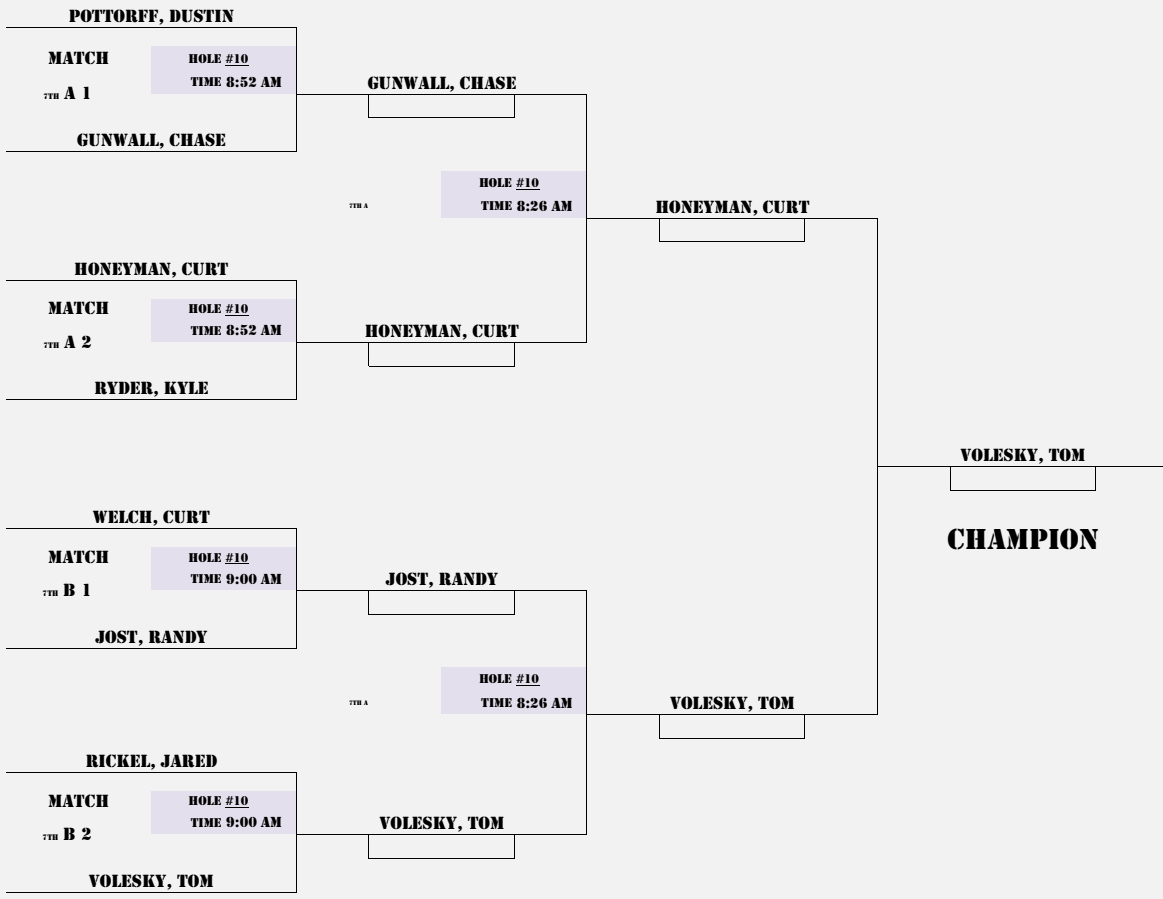 POTTORFF, DUSTIN
MATCH
HOLE #10
TIME 8:52 AM
7TH A 1
GUNWALL, CHASE
GUNWALL, CHASE
HOLE #10
7TH A
TIME 8:26 AM
HONEYMAN, CURT
HONEYMAN, CURT
MATCH
HOLE #10
TIME 8:52 AM
7TH A 2
HONEYMAN, CURT
RYDER, KYLE
VOLESKY, TOM
CHAMPION
WELCH, CURT
MATCH
HOLE #10
TIME 9:00 AM
7TH B 1
JOST, RANDY
JOST, RANDY
HOLE #10
7TH A
TIME 8:26 AM
VOLESKY, TOM
RICKEL, JARED
MATCH
HOLE #10
TIME 9:00 AM
7TH B 2
VOLESKY, TOM
VOLESKY, TOM